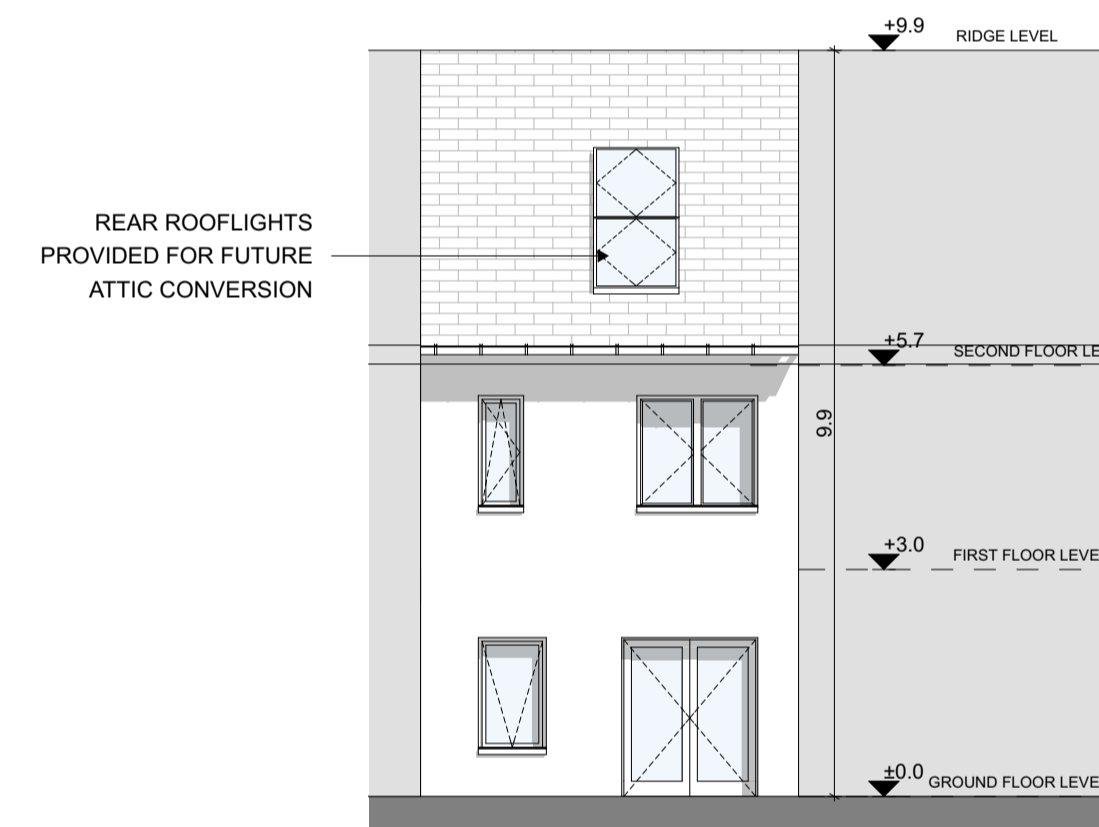 +9.9
RIDGE LEVEL
REAR ROOFLIGHTS
PROVIDED FOR FUTURE
ATTIC CONVERSION
+5.7
SECOND FLOOR LE
9.9
+3.0
FIRST FLOOR LEVE
±0.0
GROUND FLOOR LEVE